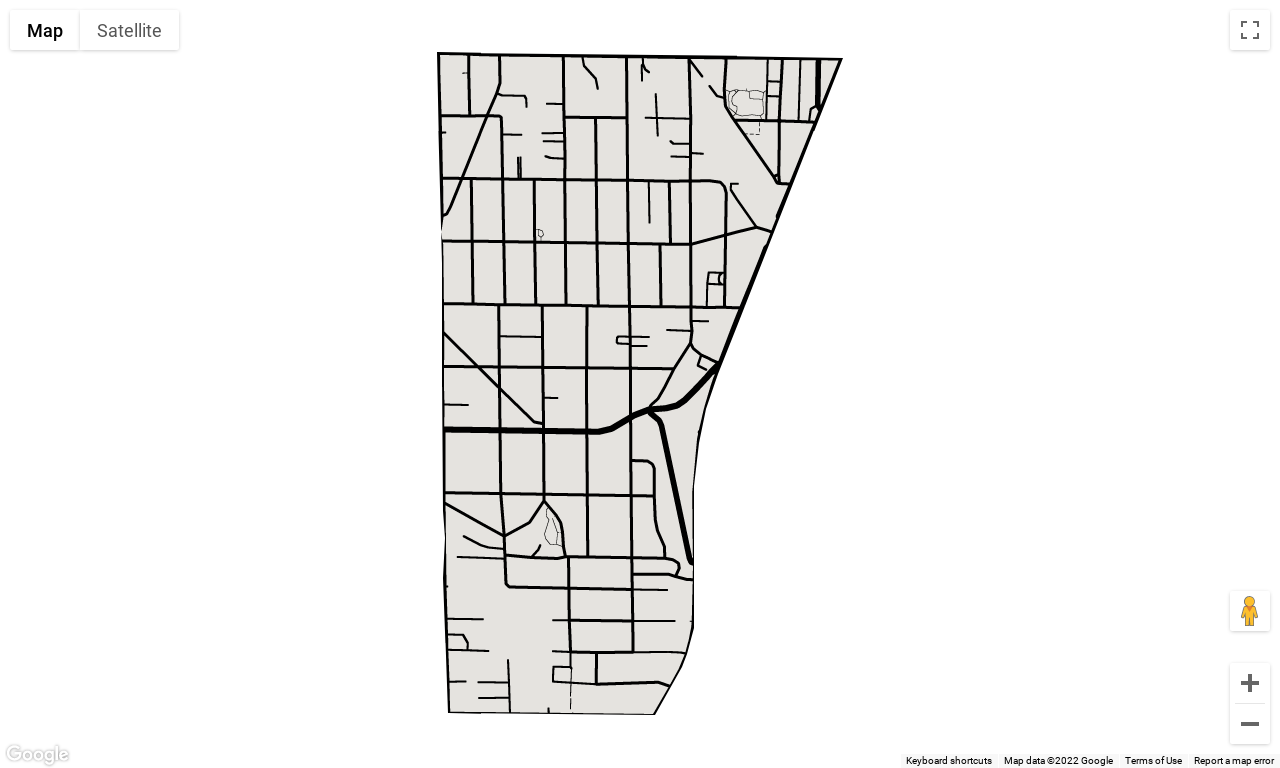 Map Satellite
Google
Keyboard shortcuts Map data ©2022 Google Terms of Use Report a map error